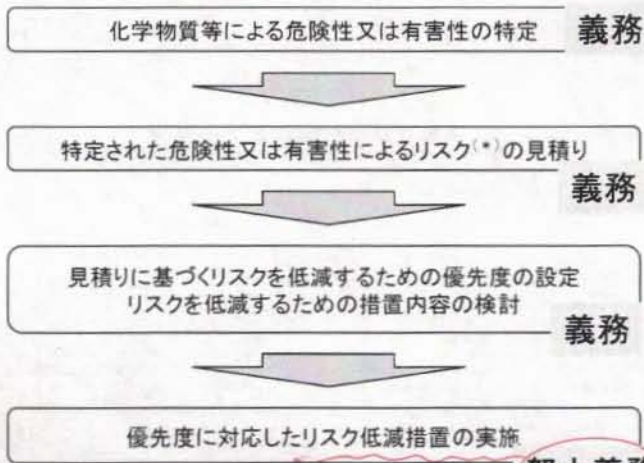 化学物質等による危険性又は有害性の特定
義務
特定された危険性又は有害性によるリスク(*)の見積り
義務
見積りに基づくリスクを低減するための優先度の設定
リスクを低減するための措置内容の検討
義務
優先度に対応したリスク低減措置の実施